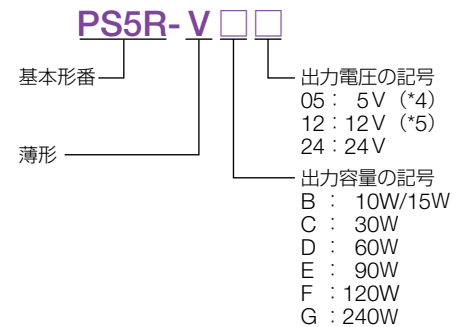 PS5R-V□□
基本形番
薄形
出力電圧の記号
05： 5V（*4）
12：12V（*5）
24：24V
出力容量の記号
B ： 10W/15W
C ： 30W
D ： 60W
E ： 90W
F ：120W
G ：240W